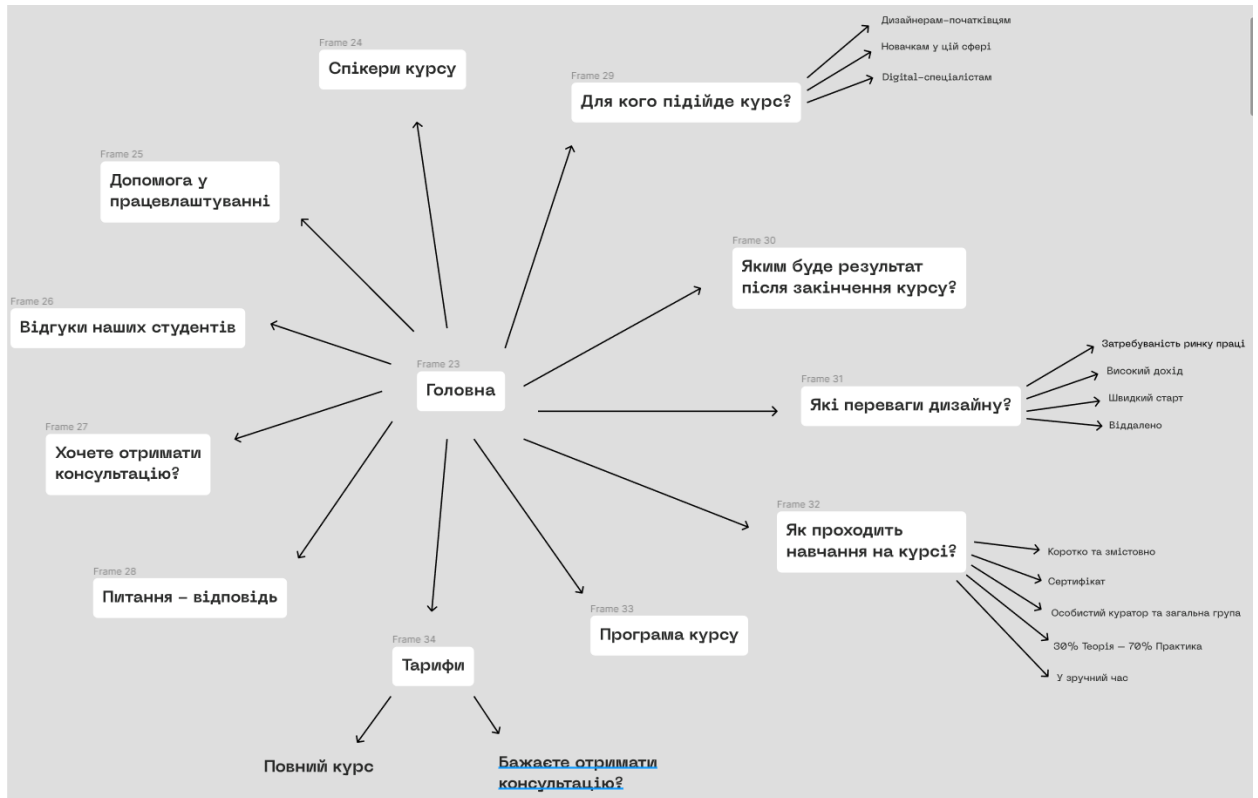 Frame 24
Спікери курсу
Frame 29
Для кого підійде курс?
Дизайнерам-початківцям
Новачкам у цій сфері
Digital-спеціалістам
Frame 25
Допомога у
працевлаштуванні
Frame 30
Яким буде результат
після закінчення курсу?
Frame 26
Відгуки наших студентів
Frame 23
Головна
Frame 31
Які переваги дизайну?
Затребуваність ринку праці
Високий дохід
Швидкий старт
Віддалено
Frame 27
Хочете отримати
консультацію?
Frame 32
Як проходить
навчання на курсі?
Коротко та змістовно
Сертифікат
Особистий куратор та загальна група
30% Теорія – 70% Практика
У зручний час
Frame 28
Питання – відповідь
Frame 33
Програма курсу
Frame 34
Тарифи
Повний курс
Бажаєте отримати
консультацію?